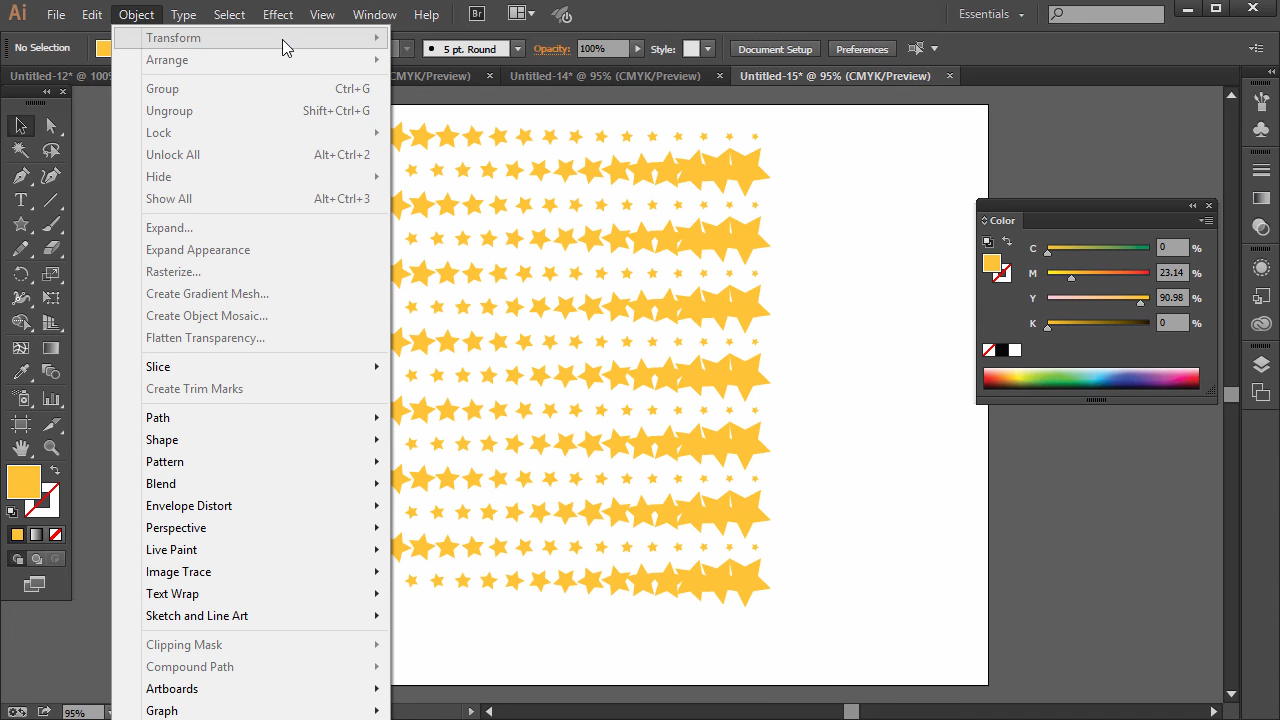 Ai File Edit Object Type Select Effect View Window Help Br Essentials
No Selection 5 pt. Round Opacity: 100% Style: Document Setup Preferences
Untitled-12* @ 100% (CMYK/Preview) Untitled-14* @ 95% (CMYK/Preview) Untitled-15* @ 95% (CMYK/Preview)
Transform
Arrange
Group Ctrl+G
Ungroup Shift+Ctrl+G
Lock
Unlock All Alt+Ctrl+2
Hide
Show All Alt+Ctrl+3
Expand...
Expand Appearance
Rasterize...
Create Gradient Mesh...
Create Object Mosaic...
Flatten Transparency...
Slice
Create Trim Marks
Path
Shape
Pattern
Blend
Envelope Distort
Perspective
Live Paint
Image Trace
Text Wrap
Sketch and Line Art
Clipping Mask
Compound Path
Artboards
Graph
Color
C 0 %
M 23.14 %
Y 90.98 %
K 0 %
95%